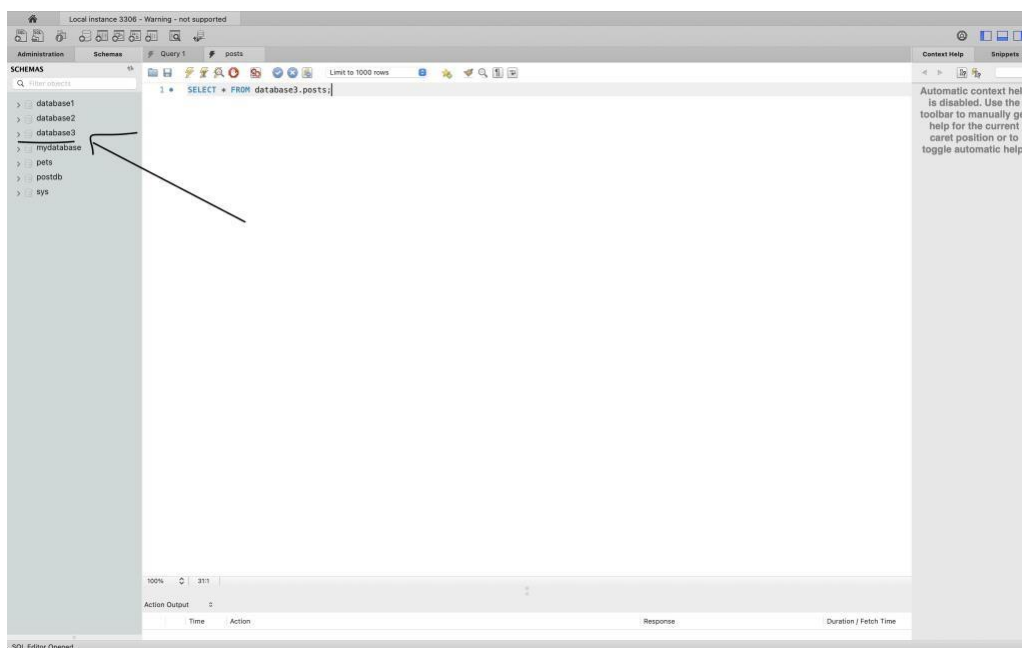 Local instance 3306 - Warning - not supported
Administration Schemas Query 1 posts Context Help Snippets
SCHEMAS
Filter objects
Limit to 1000 rows
1 SELECT * FROM database3.posts;
database1
database2
database3
mydatabase
pets
postdb
sys
Automatic context hel
is disabled. Use the
toolbar to manually ge
help for the current
caret position or to
toggle automatic help
100% 31:1
Action Output
Time Action Response Duration / Fetch Time
SQL Editor Opened.